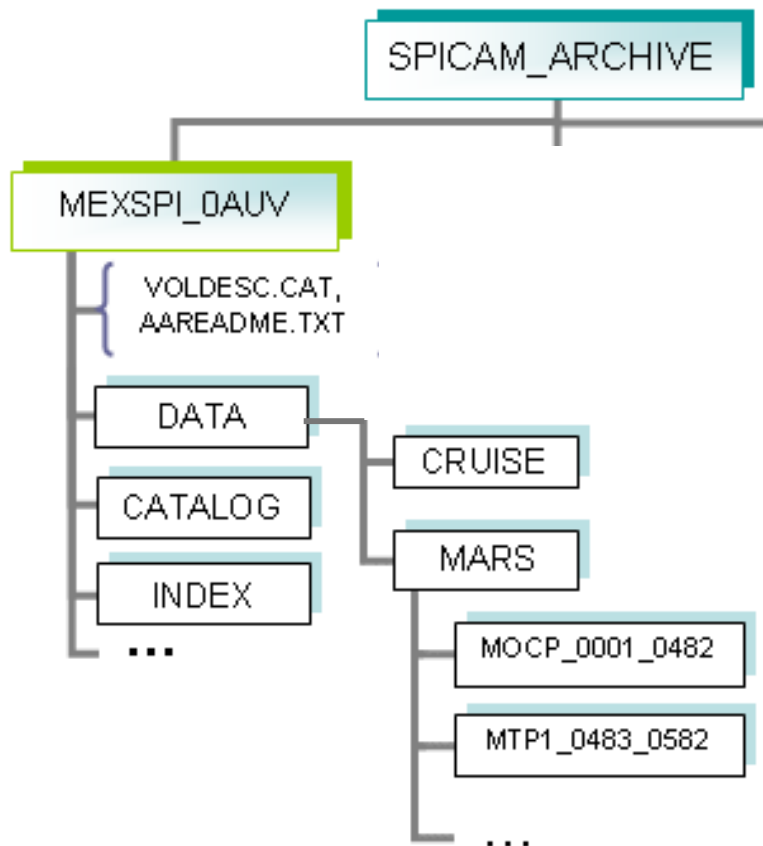 SPICAM_ARCHIVE
MEXSPI_0AUV
VOLDESC.CAT,
AAREADME.TXT
DATA
CRUISE
CATALOG
MARS
INDEX
...
MOCP_0001_0482
MTP1_0483_0582
...